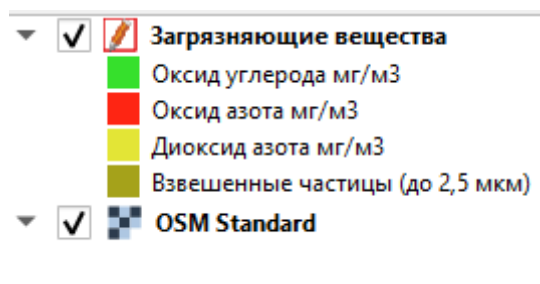 Загрязняющие вещества
Оксид углерода мг/м3
Оксид азота мг/м3
Диоксид азота мг/м3
Взвешенные частицы (до 2,5 мкм)
OSM Standard